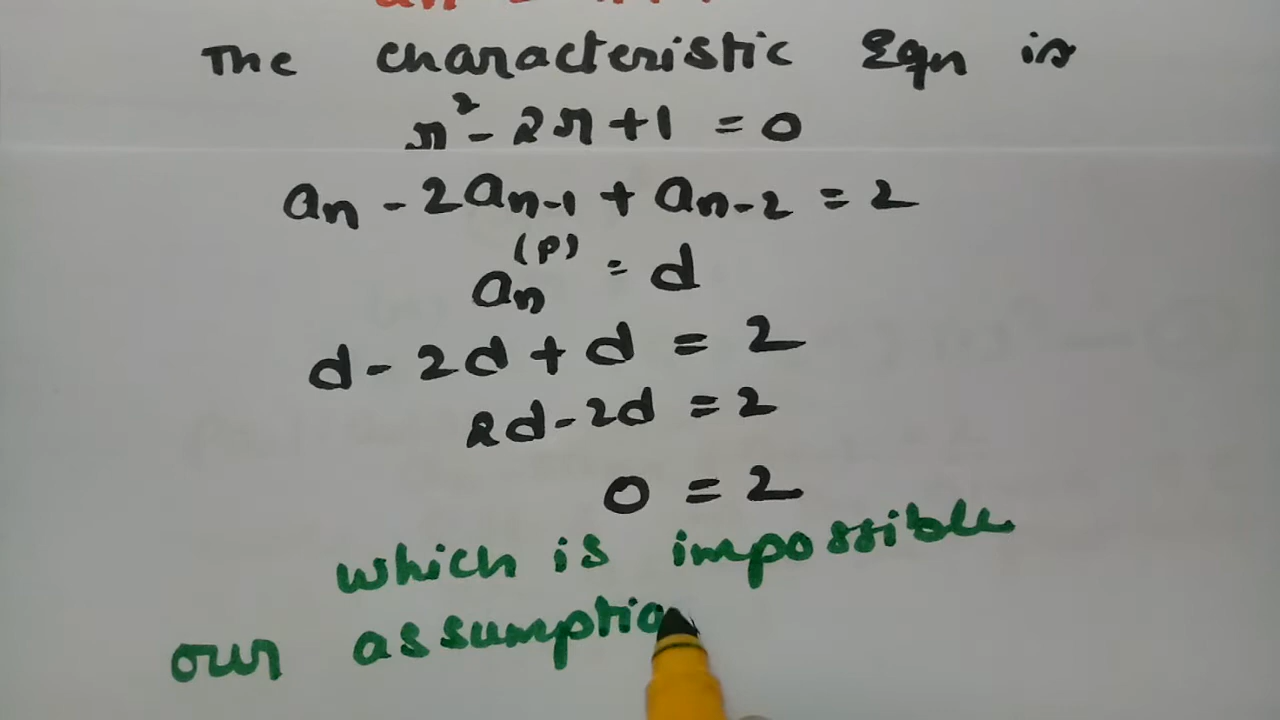 The characteristic Eqn is
r² - 2r + 1 = 0
an - 2an-1 + an-2 = 2
an(p) = d
d - 2d + d = 2
2d - 2d = 2
0 = 2
which is impossible
our assumptio